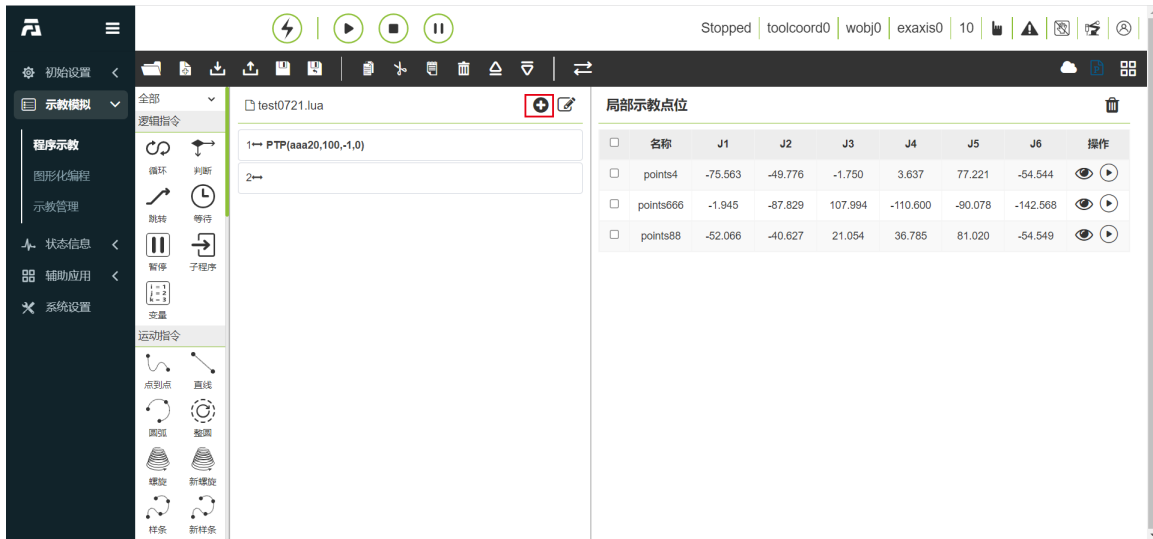 Stopped toolcoord0 wobj0 exaxis0 10
初始设置
示教模拟
程序示教
图形化编程
示教管理
状态信息
辅助应用
系统设置
全部
逻辑指令
循环 判断
跳转 等待
暂停 子程序
i = 1
j = 2
k = 3
变量
运动指令
点到点 直线
圆弧 整圆
螺旋 新螺旋
样条 新样条
test0721.lua
1 PTP(aaa20,100,-1,0)
2
局部示教点位
名称 J1 J2 J3 J4 J5 J6 操作
points4 -75.563 -49.776 -1.750 3.637 77.221 -54.544
points666 -1.945 -87.829 107.994 -110.600 -90.078 -142.568
points88 -52.066 -40.627 21.054 36.785 81.020 -54.549